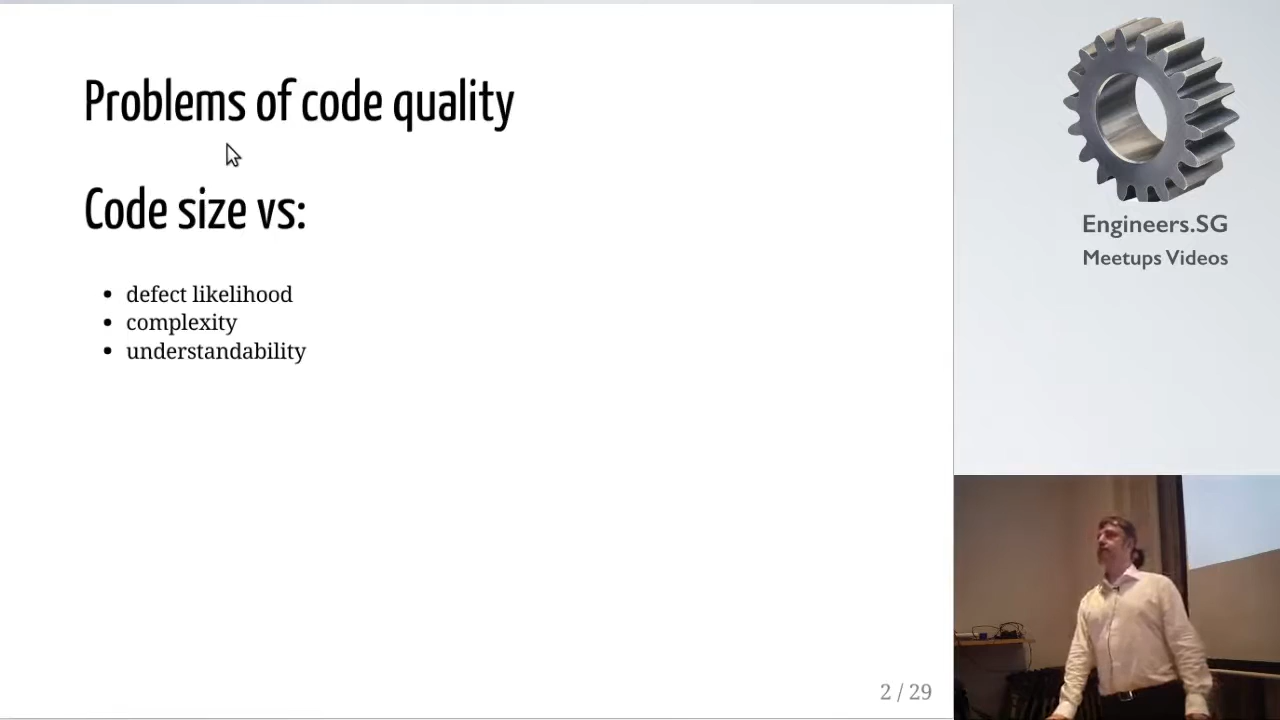 Problems of code quality
Code size vs:
defect likelihood
complexity
understandability
2 / 29
Engineers.SG
Meetups Videos